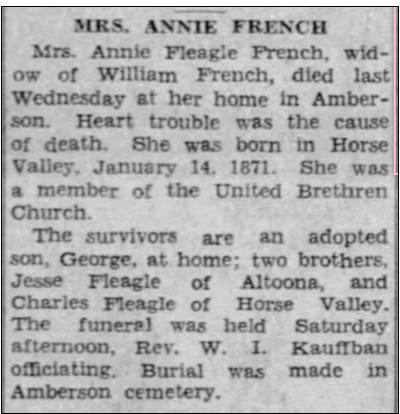 MRS. ANNIE FRENCH
Mrs. Annie Fleagle French, wid-
ow of William French, died last
Wednesday at her home in Amber-
son. Heart trouble was the cause
of death. She was born in Horse
Valley, January 14, 1871. She was
a member of the United Brethren
Church.
The survivors are an adopted
son, George, at home; two brothers,
Jesse Fleagle of Altoona, and
Charles Fleagle of Horse Valley.
The funeral was held Saturday
afternoon, Rev. W. I. Kauffban
officiating. Burial was made in
Amberson cemetery.